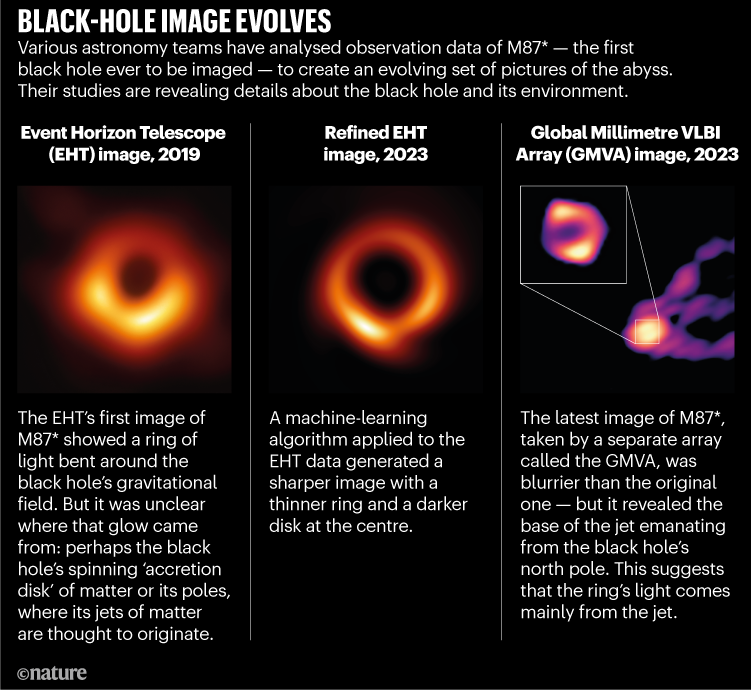 BLACK-HOLE IMAGE EVOLVES
Various astronomy teams have analysed observation data of M87* — the first
black hole ever to be imaged — to create an evolving set of pictures of the abyss.
Their studies are revealing details about the black hole and its environment.
Event Horizon Telescope
(EHT) image, 2019
The EHT's first image of
M87* showed a ring of
light bent around the
black hole's gravitational
field. But it was unclear
where that glow came
from: perhaps the black
hole's spinning ‘accretion
disk’ of matter or its poles,
where its jets of matter
are thought to originate.
Refined EHT
image, 2023
A machine-learning
algorithm applied to the
EHT data generated a
sharper image with a
thinner ring and a darker
disk at the centre.
Global Millimetre VLBI
Array (GMVA) image, 2023
The latest image of M87*,
taken by a separate array
called the GMVA, was
blurrier than the original
one — but it revealed the
base of the jet emanating
from the black hole's
north pole. This suggests
that the ring's light comes
mainly from the jet.
©nature